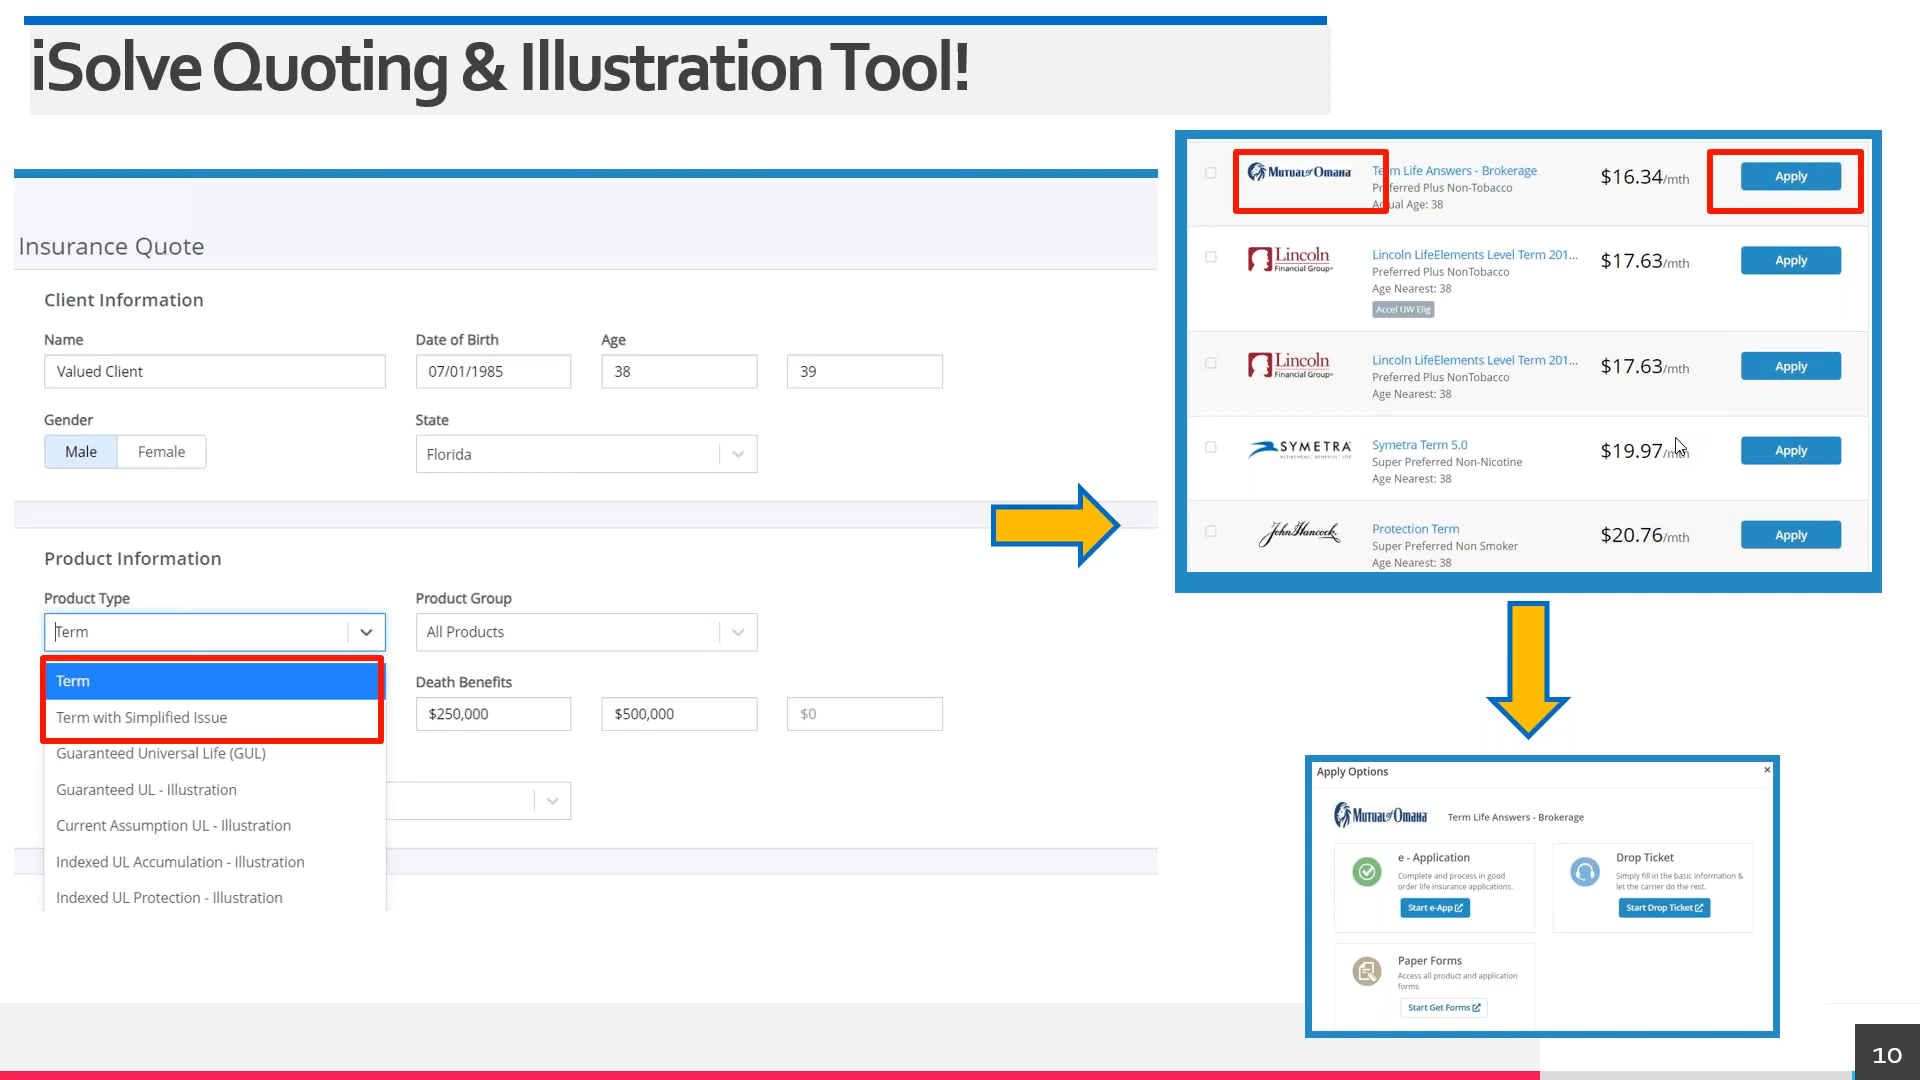 iSolve Quoting & Illustration Tool!
Insurance Quote
Client Information
Name
Date of Birth
Age
Valued Client
07/01/1985
38
39
Gender
State
Male
Female
Florida
Product Information
Product Type
Product Group
Term
All Products
Term
Term with Simplified Issue
Guaranteed Universal Life (GUL)
Guaranteed UL - Illustration
Current Assumption UL - Illustration
Indexed UL Accumulation - Illustration
Indexed UL Protection - Illustration
Death Benefits
$250,000
$500,000
$0
Mutual of Omaha
Term Life Answers - Brokerage
Preferred Plus Non-Tobacco
Actual Age: 38
$16.34/mth
Apply
Lincoln
Financial Group®
Lincoln LifeElements Level Term 201...
Preferred Plus NonTobacco
Age Nearest: 38
Accel UW Elig
$17.63/mth
Apply
Lincoln
Financial Group®
Lincoln LifeElements Level Term 201...
Preferred Plus NonTobacco
Age Nearest: 38
$17.63/mth
Apply
SYMETRA
RETIREMENT | BENEFITS | LIFE
Symetra Term 5.0
Super Preferred Non-Nicotine
Age Nearest: 38
$19.97/mth
Apply
John Hancock
Protection Term
Super Preferred Non Smoker
Age Nearest: 38
$20.76/mth
Apply
Apply Options
×
Mutual of Omaha
Term Life Answers - Brokerage
e - Application
Complete and process in good
order life insurance applications.
Start e-App
Drop Ticket
Simply fill in the basic information &
let the carrier do the rest.
Start Drop Ticket
Paper Forms
Access all product and application
forms
Start Get Forms
10